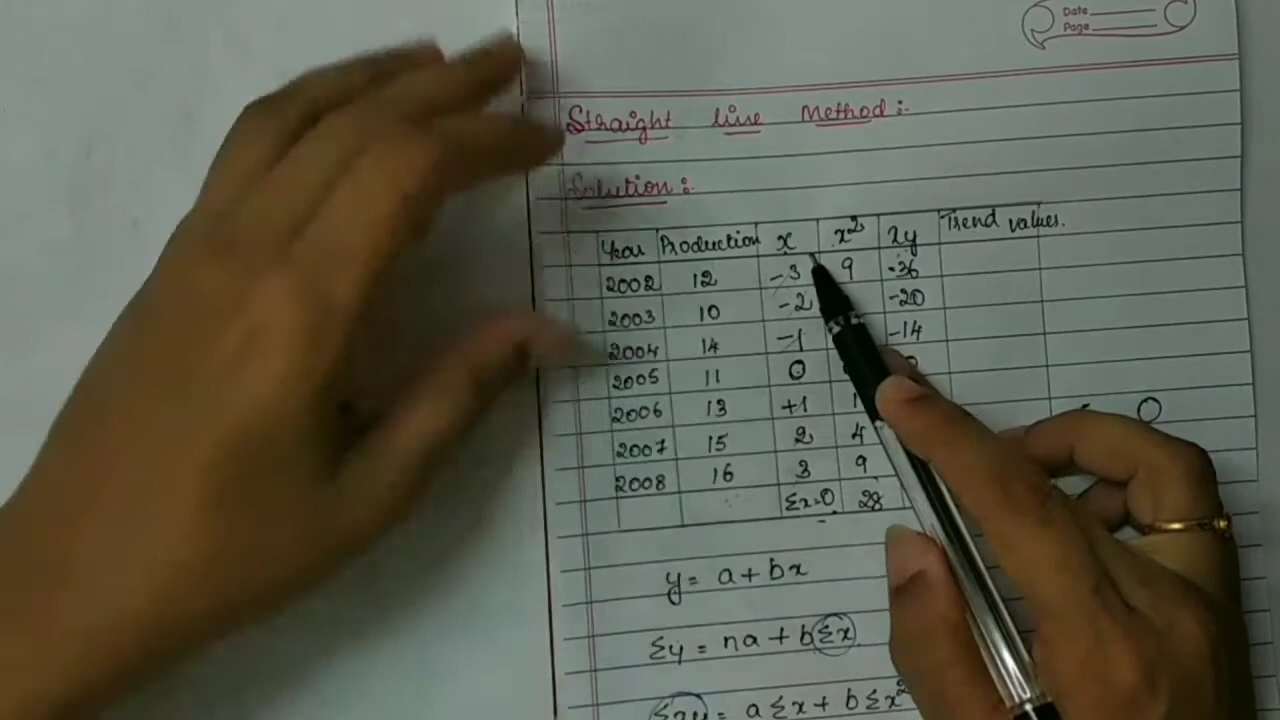 Date
Page
Straight line Method:
Solution:
Year Production x x² xy Trend values.
2002 12 -3 9 -36
2003 10 -2 -20
2004 14 -1 -14
2005 11 0
2006 13 +1 1
2007 15 2 4
2008 16 3 9
Σx=0 28
y = a + bx
Σy = na + bΣx
Σxy = aΣx + bΣx²